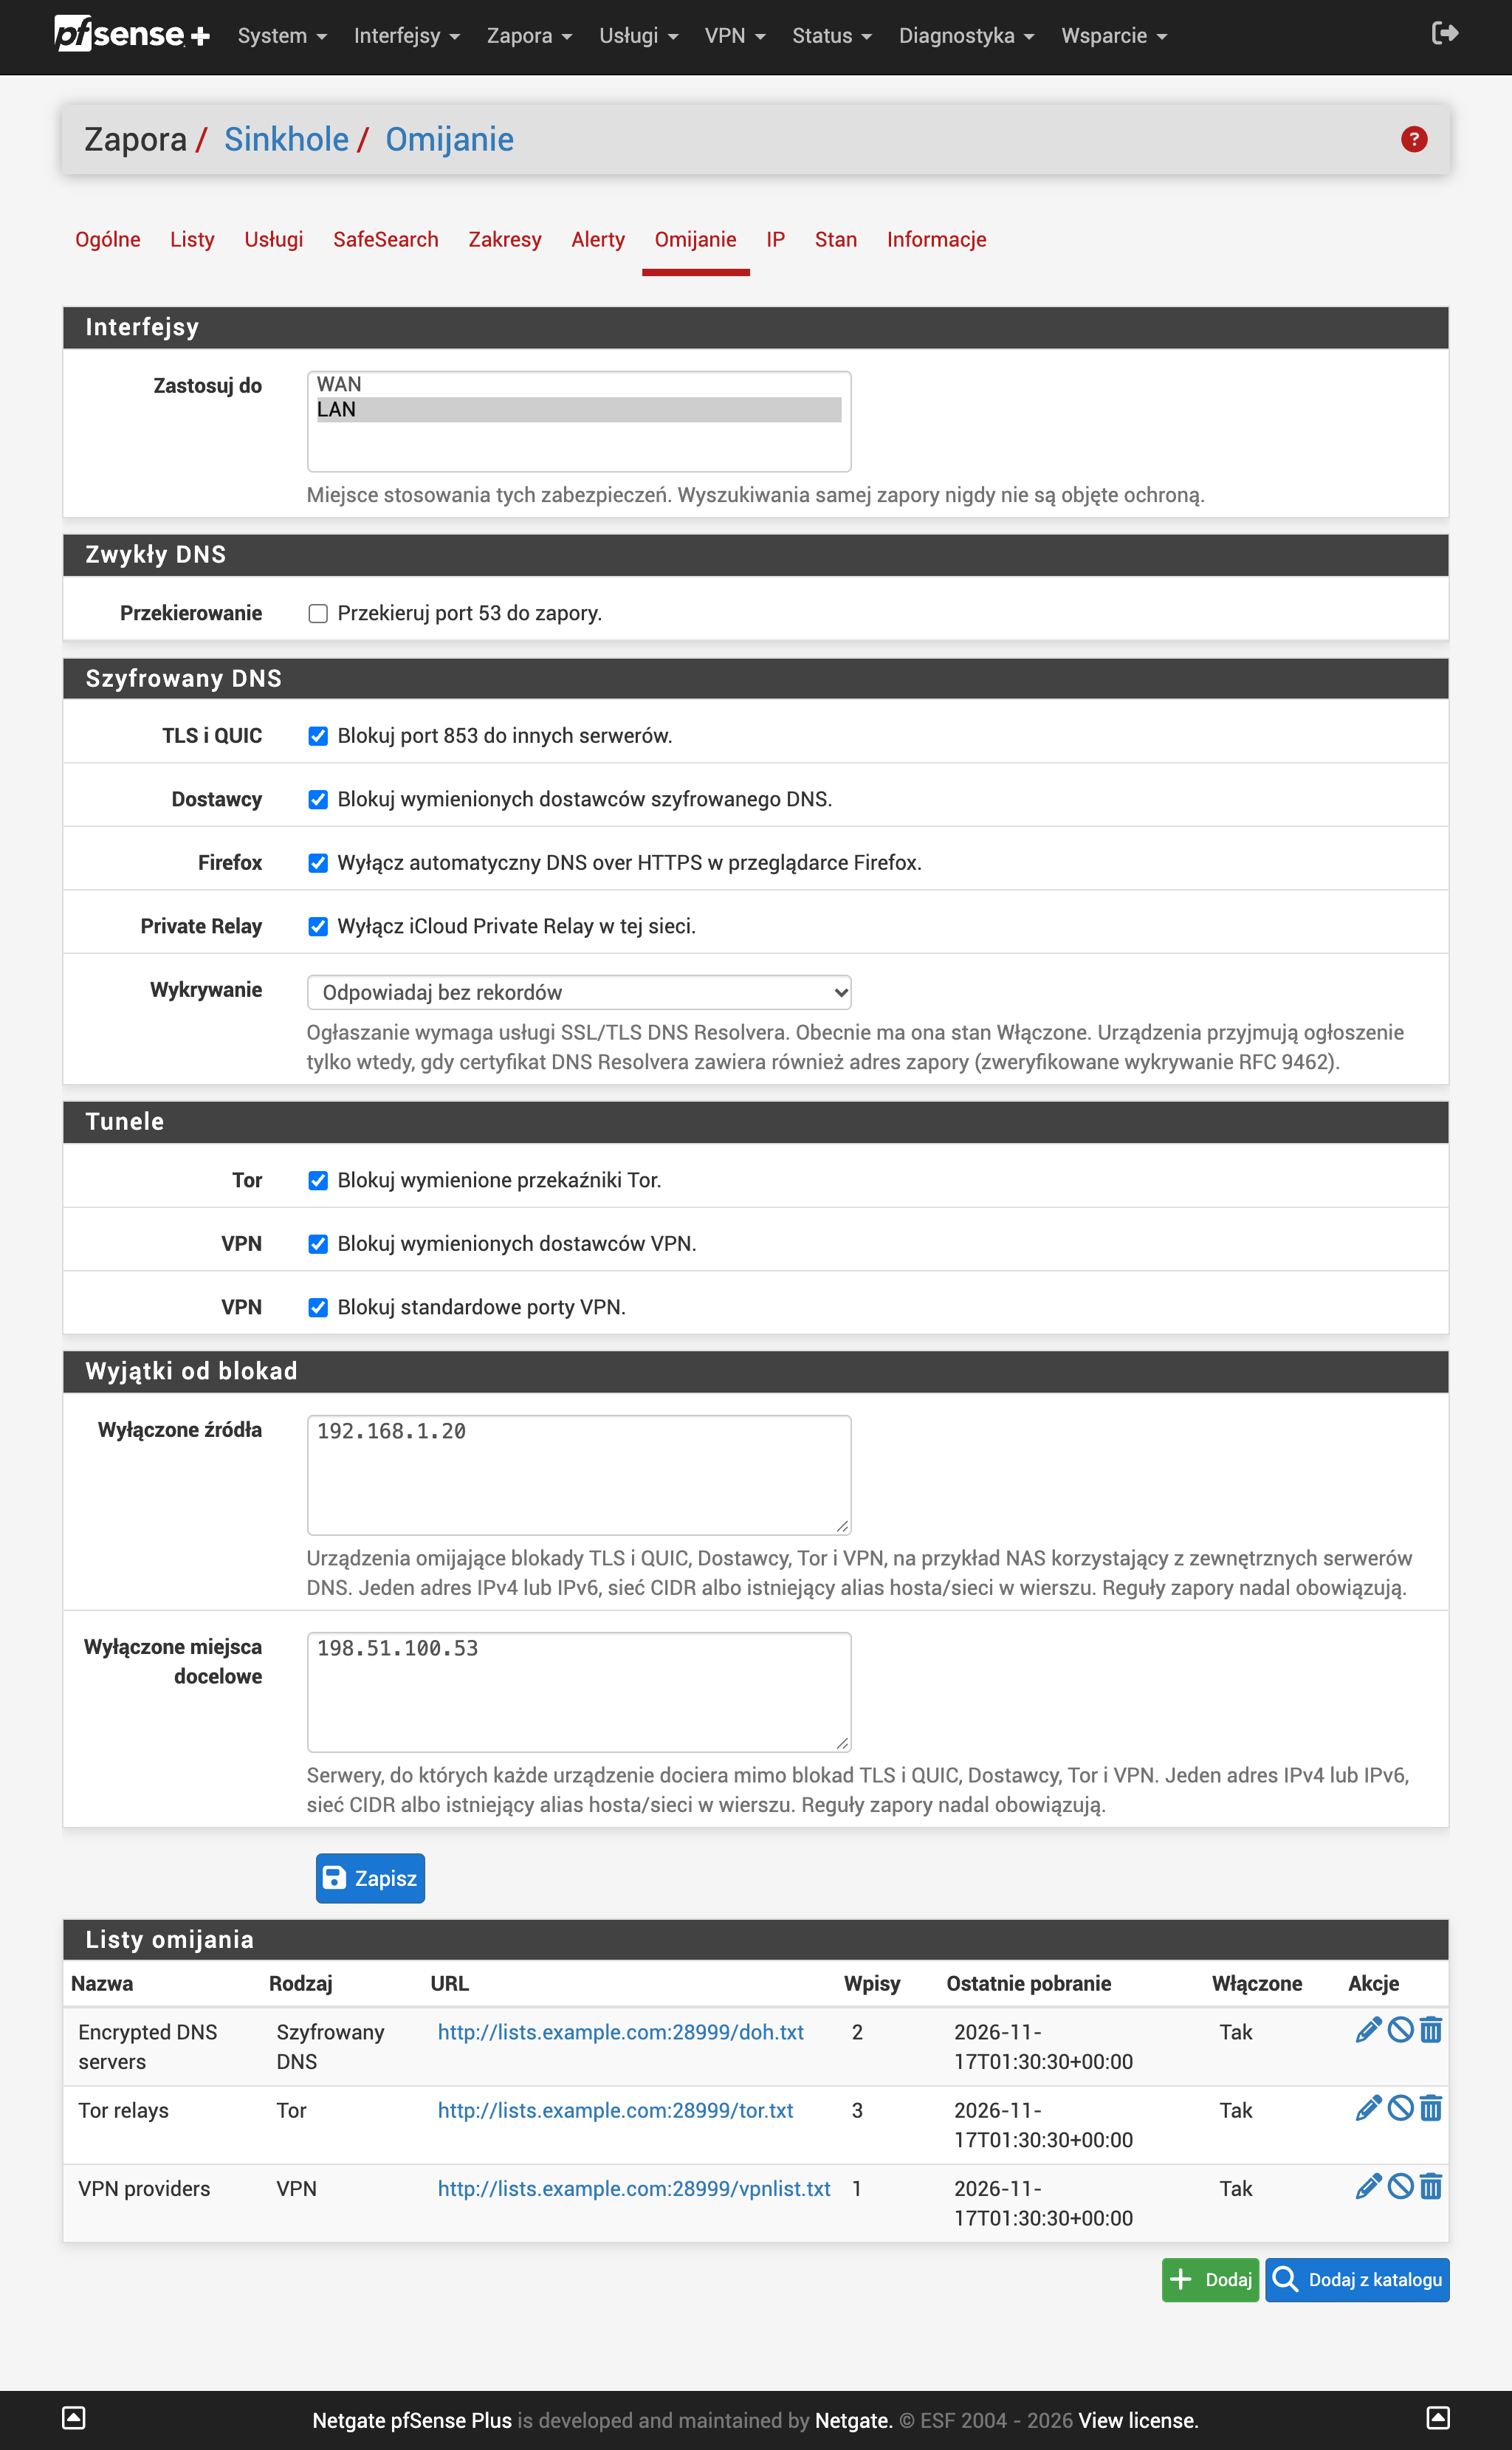 pfsense +
System
Interfejsy
Zapora
Usługi
VPN
Status
Diagnostyka
Wsparcie
Zapora / Sinkhole / Omijanie
?
Ogólne
Listy
Usługi
SafeSearch
Zakresy
Alerty
Omijanie
IP
Stan
Informacje
Interfejsy
Zastosuj do
WAN
LAN
Miejsce stosowania tych zabezpieczeń. Wyszukiwania samej zapory nigdy nie są objęte ochroną.
Zwykły DNS
Przekierowanie
Przekieruj port 53 do zapory.
Szyfrowany DNS
TLS i QUIC
Blokuj port 853 do innych serwerów.
Dostawcy
Blokuj wymienionych dostawców szyfrowanego DNS.
Firefox
Wyłącz automatyczny DNS over HTTPS w przeglądarce Firefox.
Private Relay
Wyłącz iCloud Private Relay w tej sieci.
Wykrywanie
Odpowiadaj bez rekordów
Ogłaszanie wymaga usługi SSL/TLS DNS Resolvera. Obecnie ma ona stan Włączone. Urządzenia przyjmują ogłoszenie
tylko wtedy, gdy certyfikat DNS Resolvera zawiera również adres zapory (zweryfikowane wykrywanie RFC 9462).
Tunele
Tor
Blokuj wymienione przekaźniki Tor.
VPN
Blokuj wymienionych dostawców VPN.
VPN
Blokuj standardowe porty VPN.
Wyjątki od blokad
Wyłączone źródła
192.168.1.20
Urządzenia omijające blokady TLS i QUIC, Dostawcy, Tor i VPN, na przykład NAS korzystający z zewnętrznych serwerów
DNS. Jeden adres IPv4 lub IPv6, sieć CIDR albo istniejący alias hosta/sieci w wierszu. Reguły zapory nadal obowiązują.
Wyłączone miejsca
docelowe
198.51.100.53
Serwery, do których każde urządzenie dociera mimo blokad TLS i QUIC, Dostawcy, Tor i VPN. Jeden adres IPv4 lub IPv6,
sieć CIDR albo istniejący alias hosta/sieci w wierszu. Reguły zapory nadal obowiązują.
Zapisz
Listy omijania
Nazwa Rodzaj URL Wpisy Ostatnie pobranie Włączone Akcje
Encrypted DNS Szyfrowany http://lists.example.com:28999/doh.txt 2 2026-11- Tak
servers DNS 17T01:30:30+00:00
Tor relays Tor http://lists.example.com:28999/tor.txt 3 2026-11- Tak
17T01:30:30+00:00
VPN providers VPN http://lists.example.com:28999/vpnlist.txt 1 2026-11- Tak
17T01:30:30+00:00
Dodaj
Dodaj z katalogu
Netgate pfSense Plus is developed and maintained by Netgate. © ESF 2004 - 2026 View license.